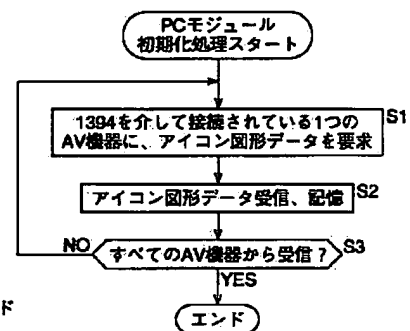 PCモジュール
初期化処理スタート
1394を介して接続されている1つの
AV機器に、アイコン図形データを要求
S1
アイコン図形データ受信、記憶
S2
すべてのAV機器から受信?
S3
NO
YES
エンド
ド